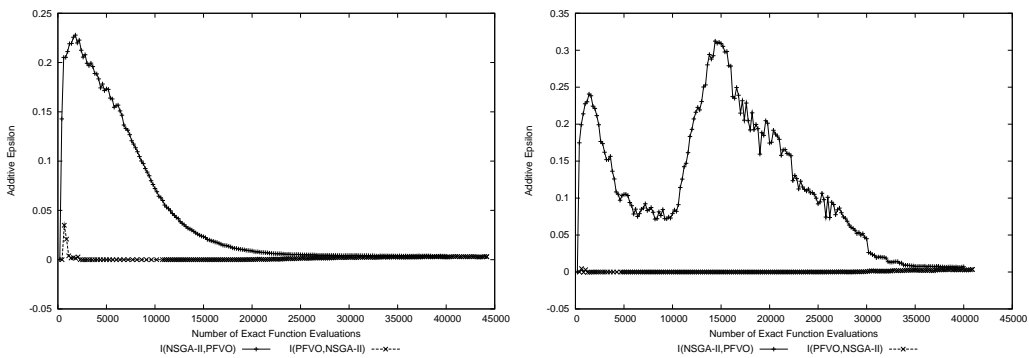 0.25
0.2
0.15
0.1
0.05
0
-0.05
Additive Epsilon
0 5000 10000 15000 20000 25000 30000 35000 40000 45000
Number of Exact Function Evaluations
I(NSGA-II,PFVO) I(PFVO,NSGA-II)
0.35
0.3
0.25
0.2
0.15
0.1
0.05
0
-0.05
Additive Epsilon
0 5000 10000 15000 20000 25000 30000 35000 40000 45000
Number of Exact Function Evaluations
I(NSGA-II,PFVO) I(PFVO,NSGA-II)